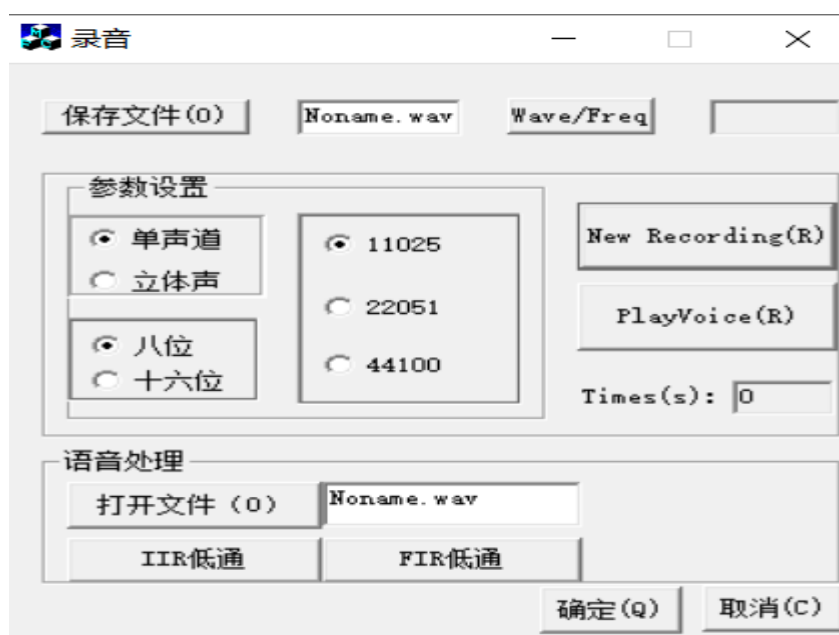 录音
保存文件(O) Noname.wav Wave/Freq
参数设置
单声道
立体声
八位
十六位
11025
22051
44100
New Recording(R)
PlayVoice(R)
Times(s): 0
语音处理
打开文件 (O) Noname.wav
IIR低通 FIR低通
确定(Q) 取消(C)